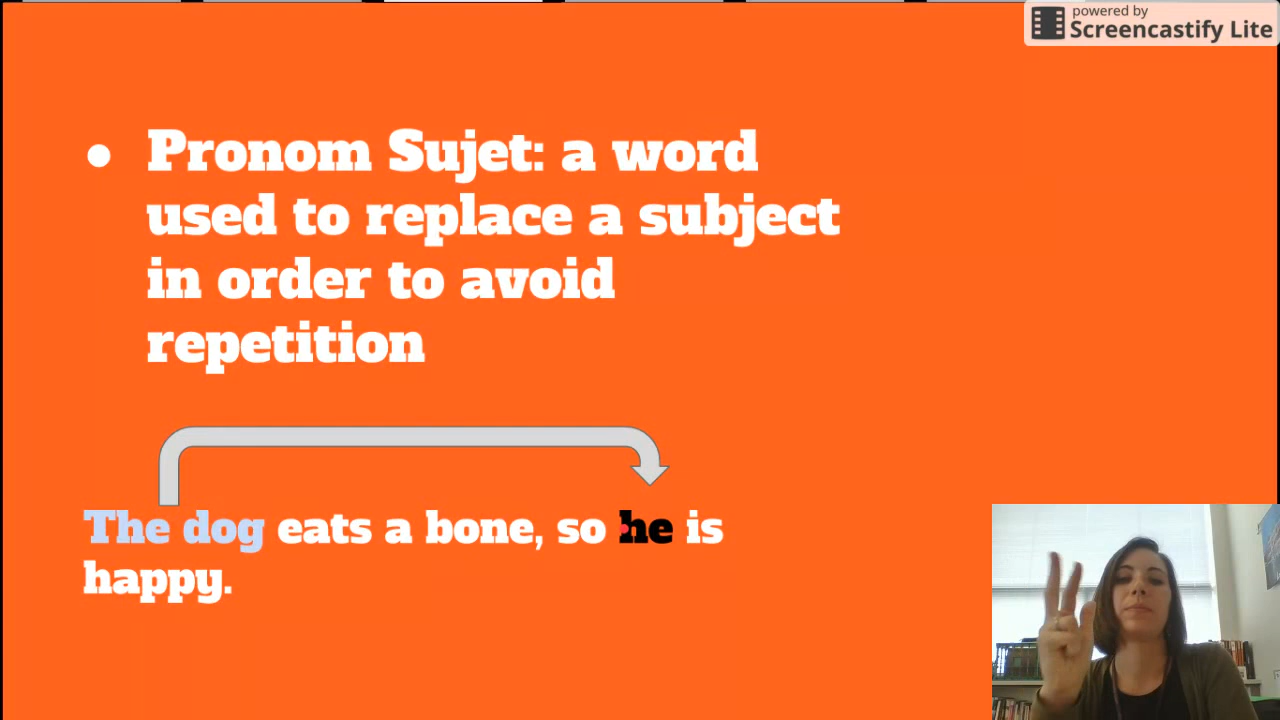 powered by
Screencastify Lite
● Pronom Sujet: a word
used to replace a subject
in order to avoid
repetition
The dog eats a bone, so he is
happy.